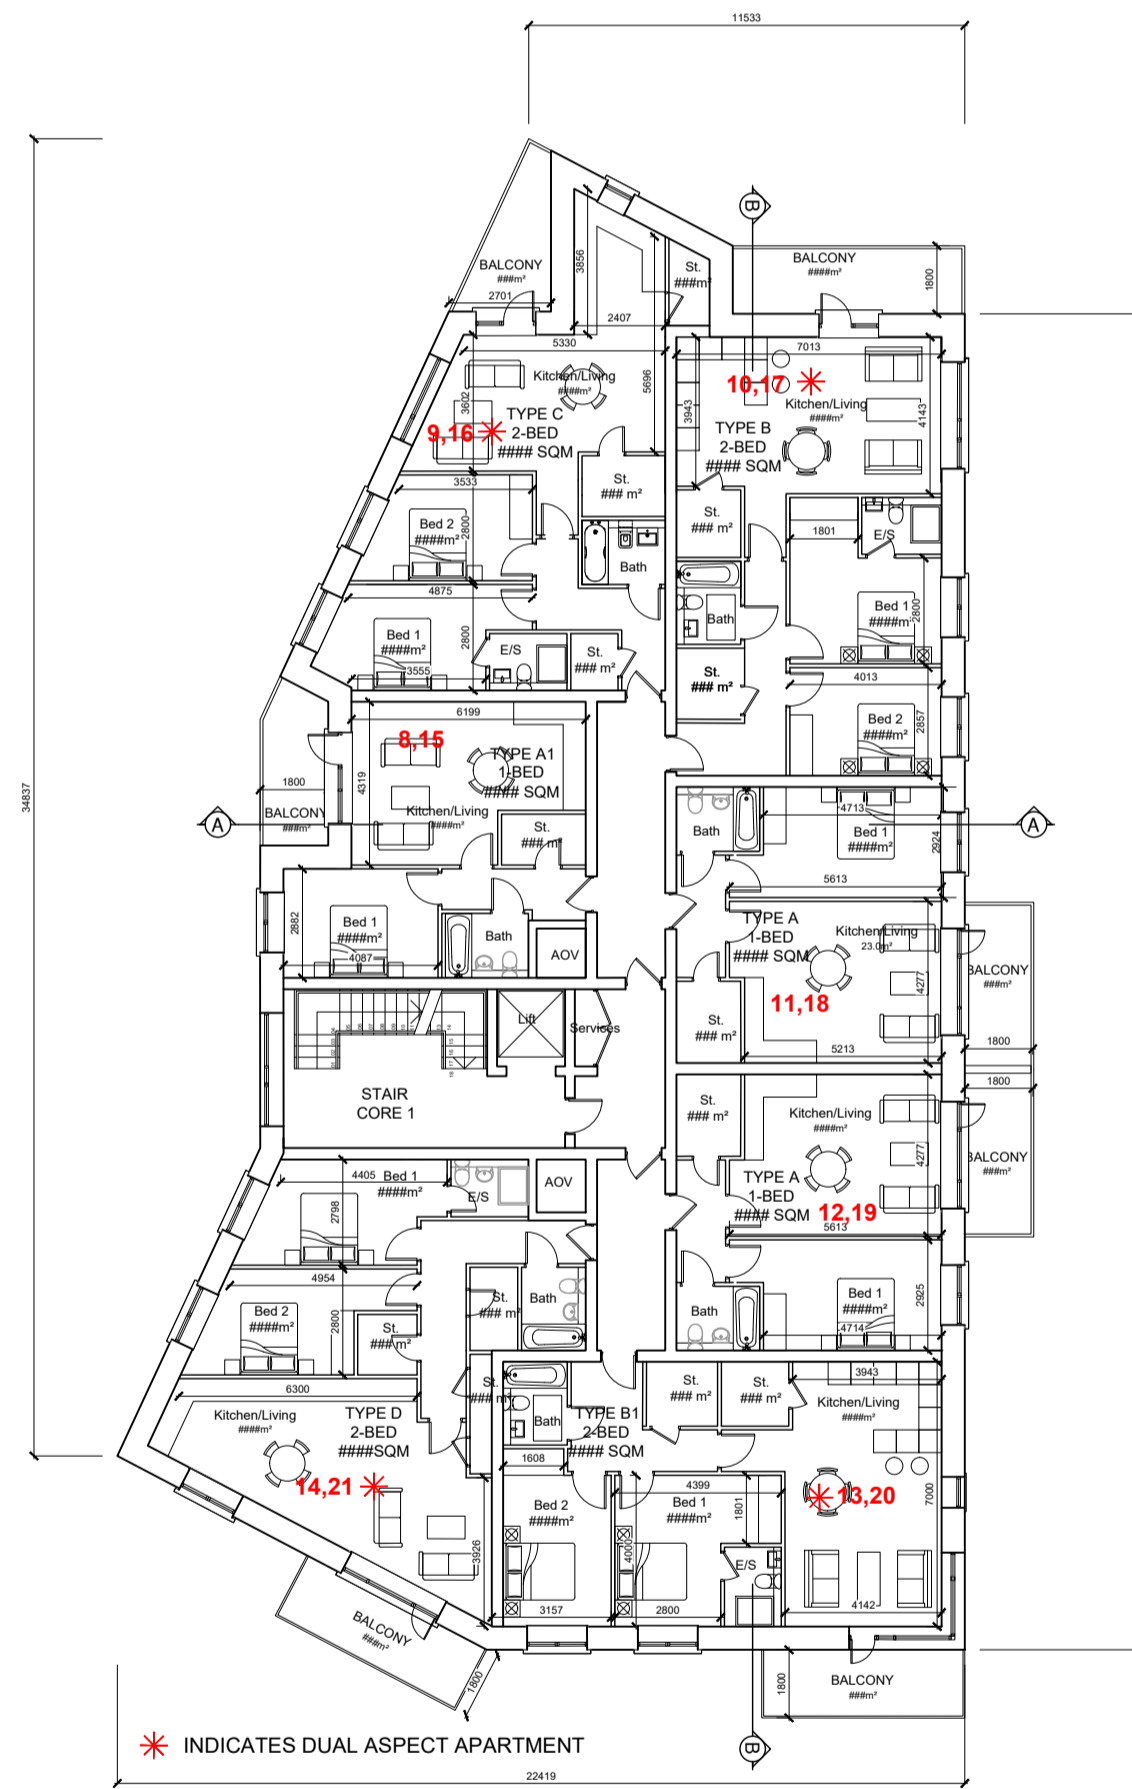 11533
34837
B
BALCONY
####m²
1800
BALCONY
####m²
2701
3856
St.
###m²
2407
5330
7013
Kitchen/Living
####m²
5696
3602
TYPE C
2-BED
#### SQM
9,16
10,17
Kitchen/Living
####m²
3943
4143
TYPE B
2-BED
#### SQM
3533
Bed 2
####m²
2800
St.
### m²
St.
### m²
1801
E/S
Bath
4875
Bed 1
####m²
2800
3555
E/S
St.
### m²
Bath
Bed 1
####m²
2800
St.
### m²
4013
Bed 2
####m²
2857
6199
8,15
TYPE A1
1-BED
#### SQM
4319
1800
BALCONY
###m²
Kitchen/Living
####m²
St.
### m²
A
A
4713
Bath
Bed 1
####m²
2924
5613
2882
Bed 1
####m²
4087
Bath
AOV
TYPE A
1-BED
#### SQM
Kitchen/Living
23.0m²
4277
BALCONY
###m²
11,18
St.
### m²
5213
1800
1800
Lift
Services
STAIR
CORE 1
St.
### m²
Kitchen/Living
####m²
4277
BALCONY
###m²
TYPE A
1-BED
#### SQM
12,19
5613
4405
Bed 1
####m²
2798
E/S
AOV
4954
Bed 2
####m²
2800
St.
### m²
St.
### m²
Bath
Bath
Bed 1
####m²
2925
4714
6300
Kitchen/Living
####m²
TYPE D
2-BED
####SQM
14,21
St.
### m²
Bath
TYPE B1
2-BED
#### SQM
St.
### m²
St.
### m²
3943
Kitchen/Living
####m²
1608
Bed 2
####m²
4399
Bed 1
####m²
1801
13,20
7000
3926
4000
E/S
3157
2800
4142
BALCONY
###m²
1800
1800
BALCONY
###m²
B
INDICATES DUAL ASPECT APARTMENT
22419